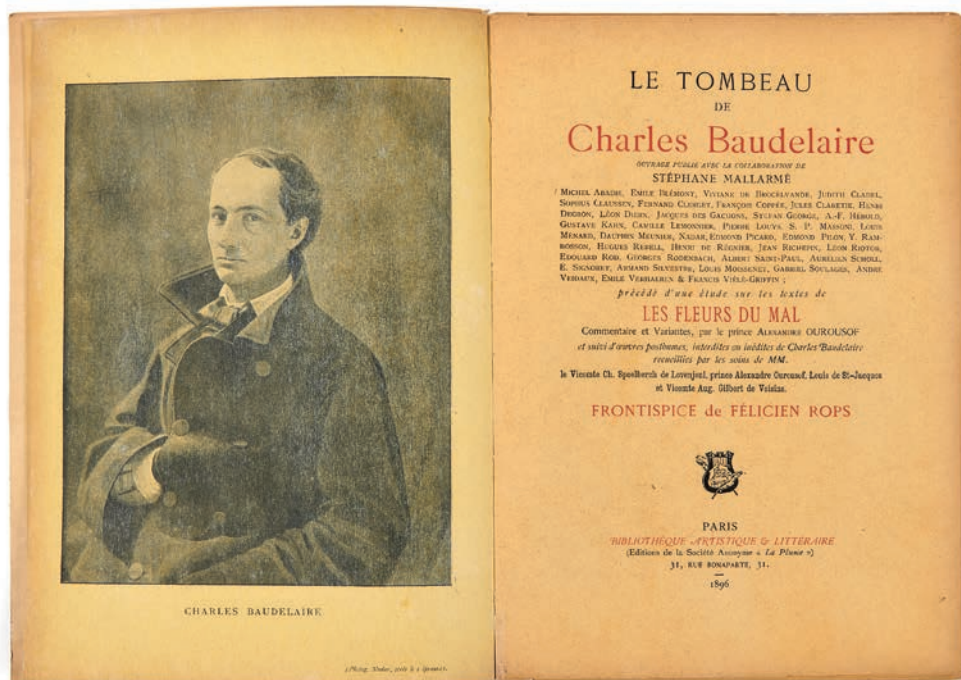 CHARLES BAUDELAIRE
LE TOMBEAU
DE
Charles Baudelaire
OUVRAGE PUBLIÉ AVEC LA COLLABORATION DE
STÉPHANE MALLARMÉ
MICHEL ABADIE, EMILE BLÉMONT, VIVIANE DE BROCÉLYANDE, JUDITH CLADEL,
SOPHUS CLAUSSEN, FERNAND CLERGET, FRANÇOIS COPPÉE, JULES CLARETIE, HENRI
DEGRON, LÉON DIERX, JACQUES DES GACHONS, STEFAN GEORGE, A.-F. HÉROLD,
GUSTAVE KAHN, CAMILLE LEMONNIER, PIERRE LOUYS, S. P. MASSONI, LOUIS
MÉNARD, DAUPHIN MEUNIER, NADAR, EDMOND PICARD, EDMOND PILON, Y. RAM-
BOSSON, HUGUES REBELL, HENRI DE RÉGNIER, JEAN RICHEPIN, LÉON RIOTOR,
EDOUARD ROD, GEORGES RODENBACH, ALBERT SAINT-PAUL, AURÉLIEN SCHOLL,
E. SIGNORET, ARMAND SILVESTRE, LOUIS MOISSENET, GABRIEL SOULAGES, ANDRÉ
VEIDAUX, EMILE VERHAEREN & FRANCIS VIÉLÉ-GRIFFIN ;
précédé d'une étude sur les textes de
LES FLEURS DU MAL
Commentaire et Variantes, par le prince ALEXANDRE OUROUSOF
et suivi d'œuvres posthumes, interdites ou inédites de Charles Baudelaire
recueillies par les soins de MM.
le Vicomte Ch. Spoelberch de Lovenjoul, prince Alexandre Ourousof, Louis de St-Jacques
et Vicomte Aug. Gilbert de Voisins.
FRONTISPICE de FÉLICIEN ROPS
PARIS
BIBLIOTHÈQUE ARTISTIQUE & LITTÉRAIRE
(Editions de la Société Anonyme « La Plume »)
31, RUE BONAPARTE, 31.
1896